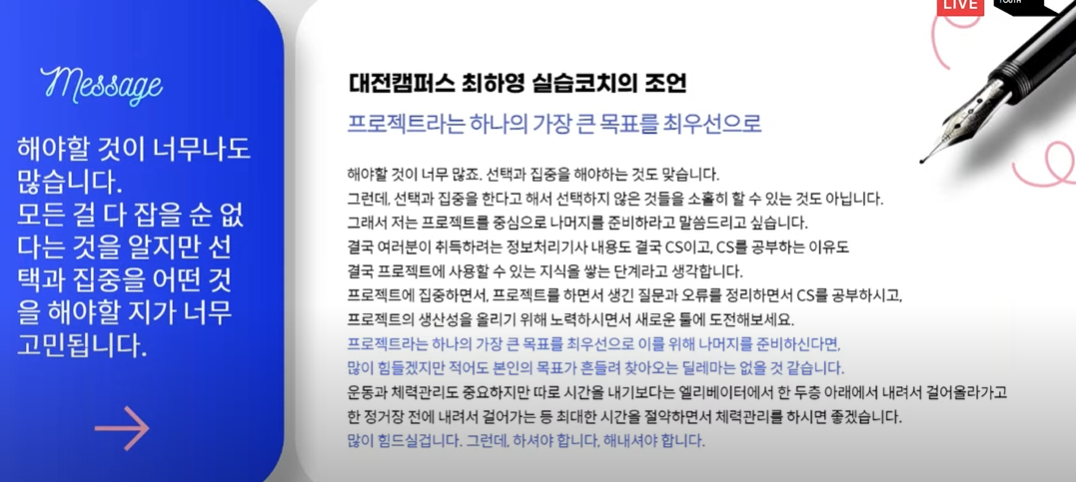 LIVE
YOUTH
Message
해야할 것이 너무나도
많습니다.
모든 걸 다 잡을 순 없
다는 것을 알지만 선
택과 집중을 어떤 것
을 해야할 지가 너무
고민됩니다.
대전캠퍼스 최하영 실습코치의 조언
프로젝트라는 하나의 가장 큰 목표를 최우선으로
해야할 것이 너무 많죠. 선택과 집중을 해야하는 것도 맞습니다.
그런데, 선택과 집중을 한다고 해서 선택하지 않은 것들을 소홀히 할 수 있는 것도 아닙니다.
그래서 저는 프로젝트를 중심으로 나머지를 준비하라고 말씀드리고 싶습니다.
결국 여러분이 취득하려는 정보처리기사 내용도 결국 CS이고, CS를 공부하는 이유도
결국 프로젝트에 사용할 수 있는 지식을 쌓는 단계라고 생각합니다.
프로젝트에 집중하면서, 프로젝트를 하면서 생긴 질문과 오류를 정리하면서 CS를 공부하시고,
프로젝트의 생산성을 올리기 위해 노력하시면서 새로운 툴에 도전해보세요.
프로젝트라는 하나의 가장 큰 목표를 최우선으로 이를 위해 나머지를 준비하신다면,
많이 힘들겠지만 적어도 본인의 목표가 흔들려 찾아오는 딜레마는 없을 것 같습니다.
운동과 체력관리도 중요하지만 따로 시간을 내기보다는 엘리베이터에서 한 두층 아래에서 내려서 걸어올라가고
한 정거장 전에 내려서 걸어가는 등 최대한 시간을 절약하면서 체력관리를 하시면 좋겠습니다.
많이 힘드실겁니다. 그런데, 하셔야 합니다, 해내셔야 합니다.